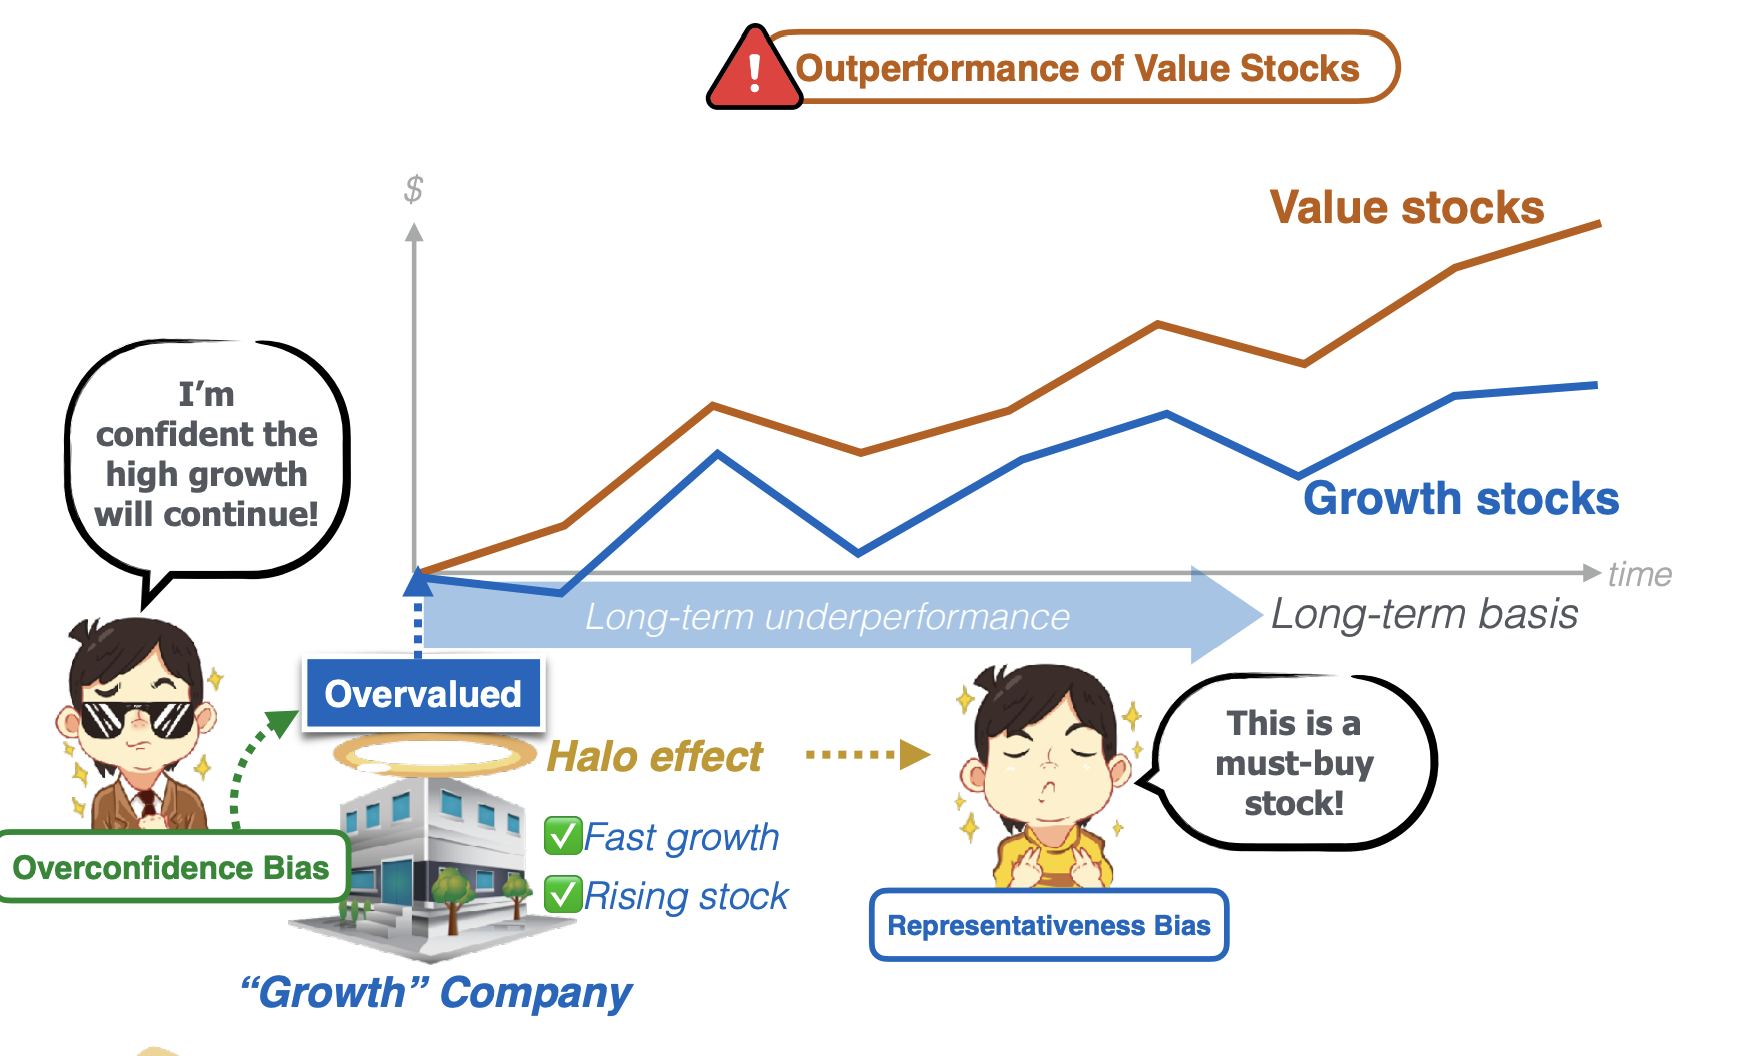 Outperformance of Value Stocks
$
Value stocks
I'm
confident the
high growth
will continue!
Growth stocks
time
Long-term underperformance
Long-term basis
Overvalued
Halo effect
This is a
must-buy
stock!
Fast growth
Overconfidence Bias
Rising stock
Representativeness Bias
“Growth” Company